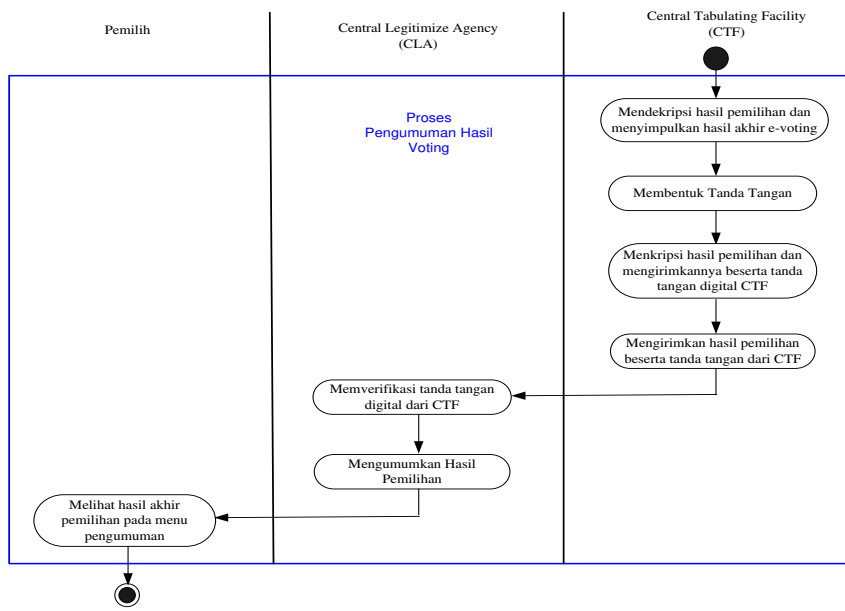 Pemilih
Central Legitimize Agency
(CLA)
Central Tabulating Facility
(CTF)
Proses
Pengumuman Hasil
Voting
Mendekripsi hasil pemilihan dan
menyimpulkan hasil akhir e-voting
Membentuk Tanda Tangan
Menkripsi hasil pemilihan dan
mengirimkannya beserta tanda
tangan digital CTF
Mengirimkan hasil pemilihan
beserta tanda tangan dari CTF
Memverifikasi tanda tangan
digital dari CTF
Mengumumkan Hasil
Pemilihan
Melihat hasil akhir
pemilihan pada menu
pengumuman